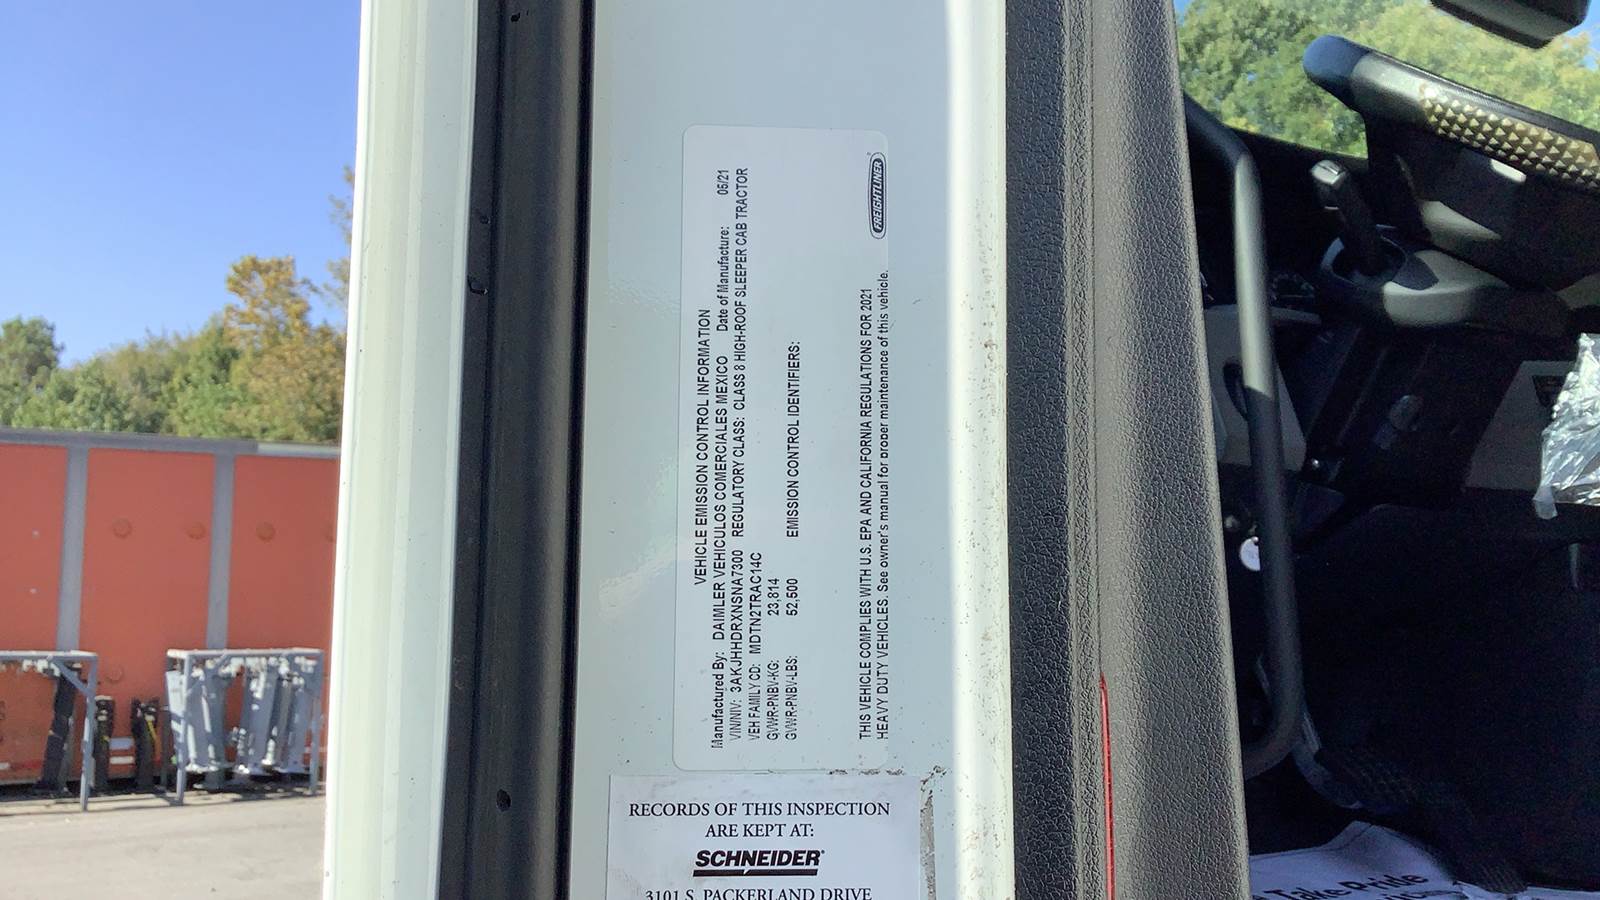 VEHICLE EMISSION CONTROL INFORMATION
Manufactured By: DAIMLER VEHICULOS COMERCIALES MEXICO Date of Manufacture: 05/21
VIN/NIV: 3AKJHHDRXNSNA7300 REGULATORY CLASS: CLASS 8 HIGH-ROOF SLEEPER CAB TRACTOR
VEH FAMILY CD: MDTN2TRAC14C
GVWR-PNBV-KG: 23,814
GVWR-PNBV-LBS: 52,500 EMISSION CONTROL IDENTIFIERS:
THIS VEHICLE COMPLIES WITH U.S. EPA AND CALIFORNIA REGULATIONS FOR 2021
HEAVY DUTY VEHICLES. See owner's manual for proper maintenance of this vehicle.
FREIGHTLINER
RECORDS OF THIS INSPECTION
ARE KEPT AT:
SCHNEIDER
3101 S. PACKERLAND DRIVE
Take Pride